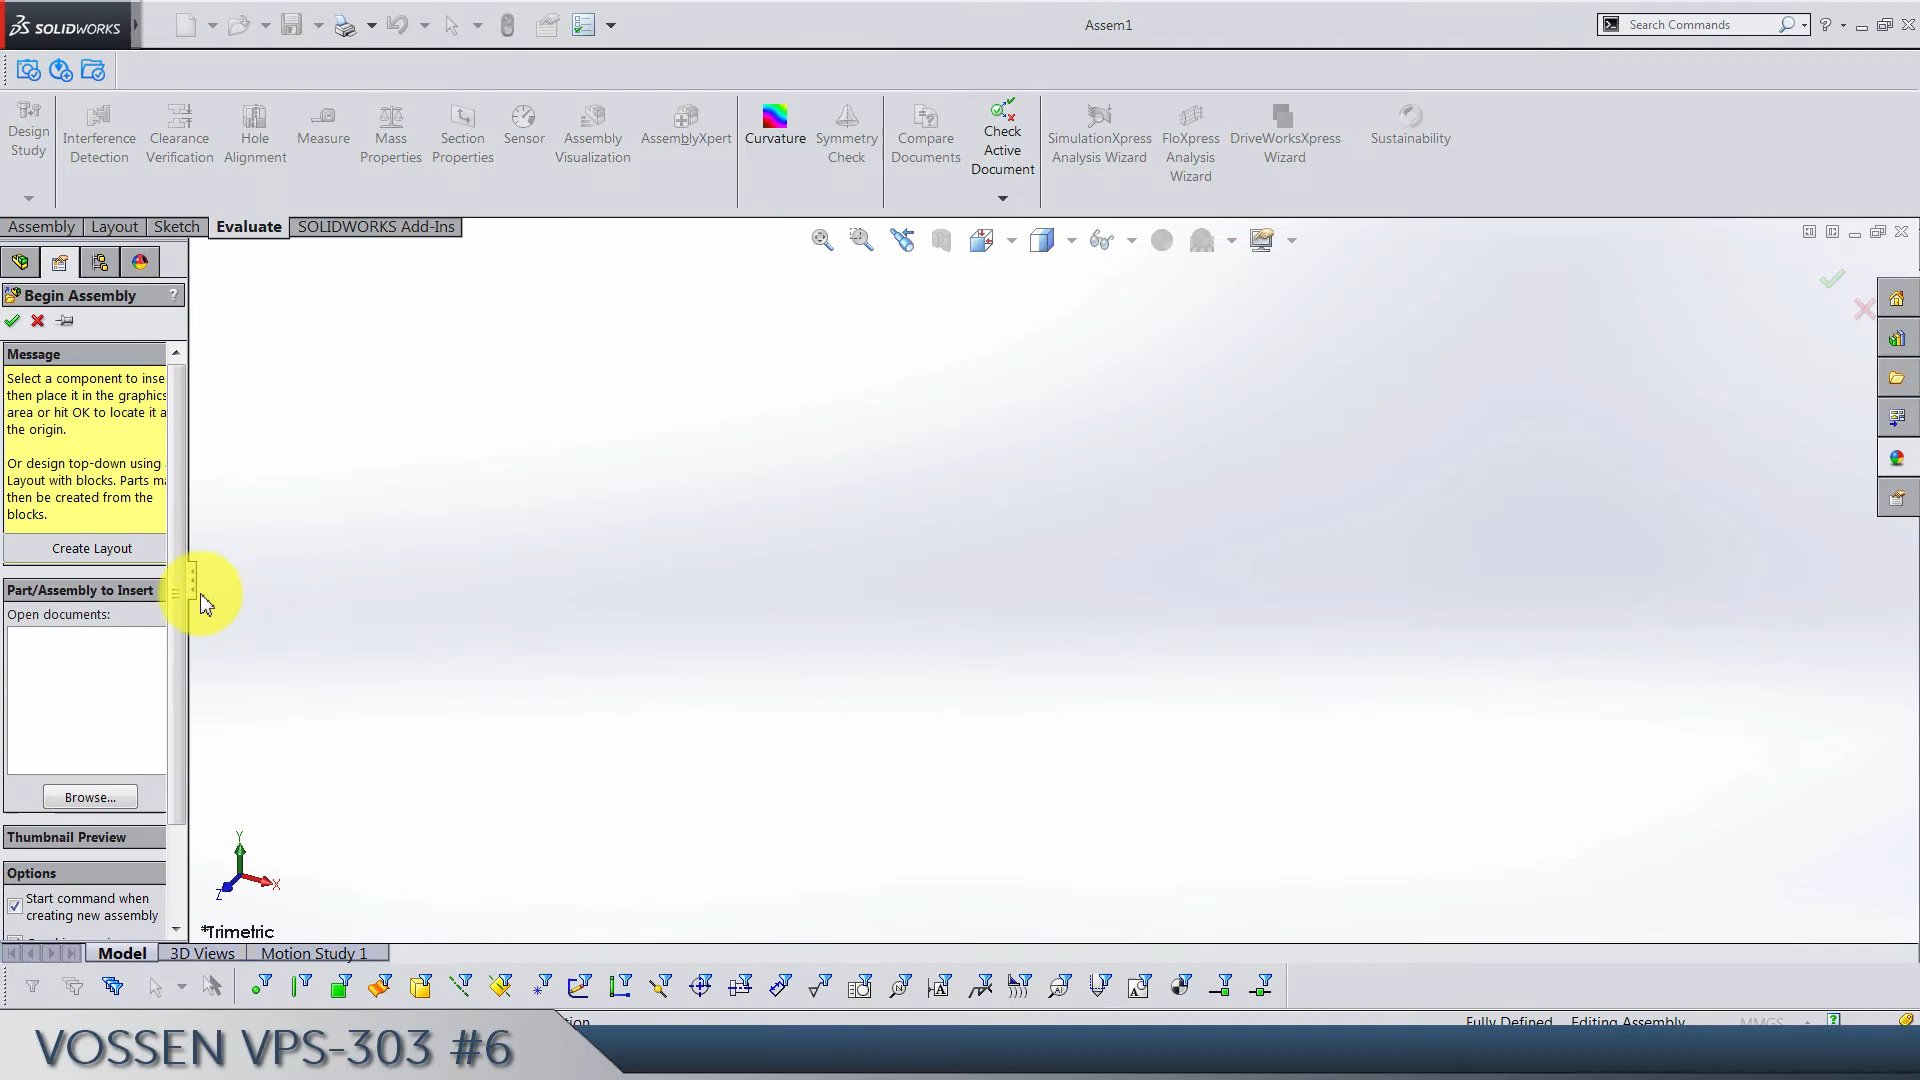 SOLIDWORKS
Assem1
Search Commands
?
Design
Study
Interference
Detection
Clearance
Verification
Hole
Alignment
Measure
Mass
Properties
Section
Properties
Sensor
Assembly
Visualization
AssemblyXpert
Curvature
Symmetry
Check
Compare
Documents
Check
Active
Document
SimulationXpress
Analysis Wizard
FloXpress
Analysis
Wizard
DriveWorksXpress
Wizard
Sustainability
Assembly
Layout
Sketch
Evaluate
SOLIDWORKS Add-Ins
Begin Assembly
?
Message
Select a component to inse
then place it in the graphics
area or hit OK to locate it a
the origin.
Or design top-down using
Layout with blocks. Parts ma
then be created from the
blocks.
Create Layout
Part/Assembly to Insert
Open documents:
Browse...
Thumbnail Preview
Options
Start command when
creating new assembly
Y
X
Z
*Trimetric
Model
3D Views
Motion Study 1
Fully Defined
Editing Assembly
MMGS
?
VOSSEN VPS-303 #6